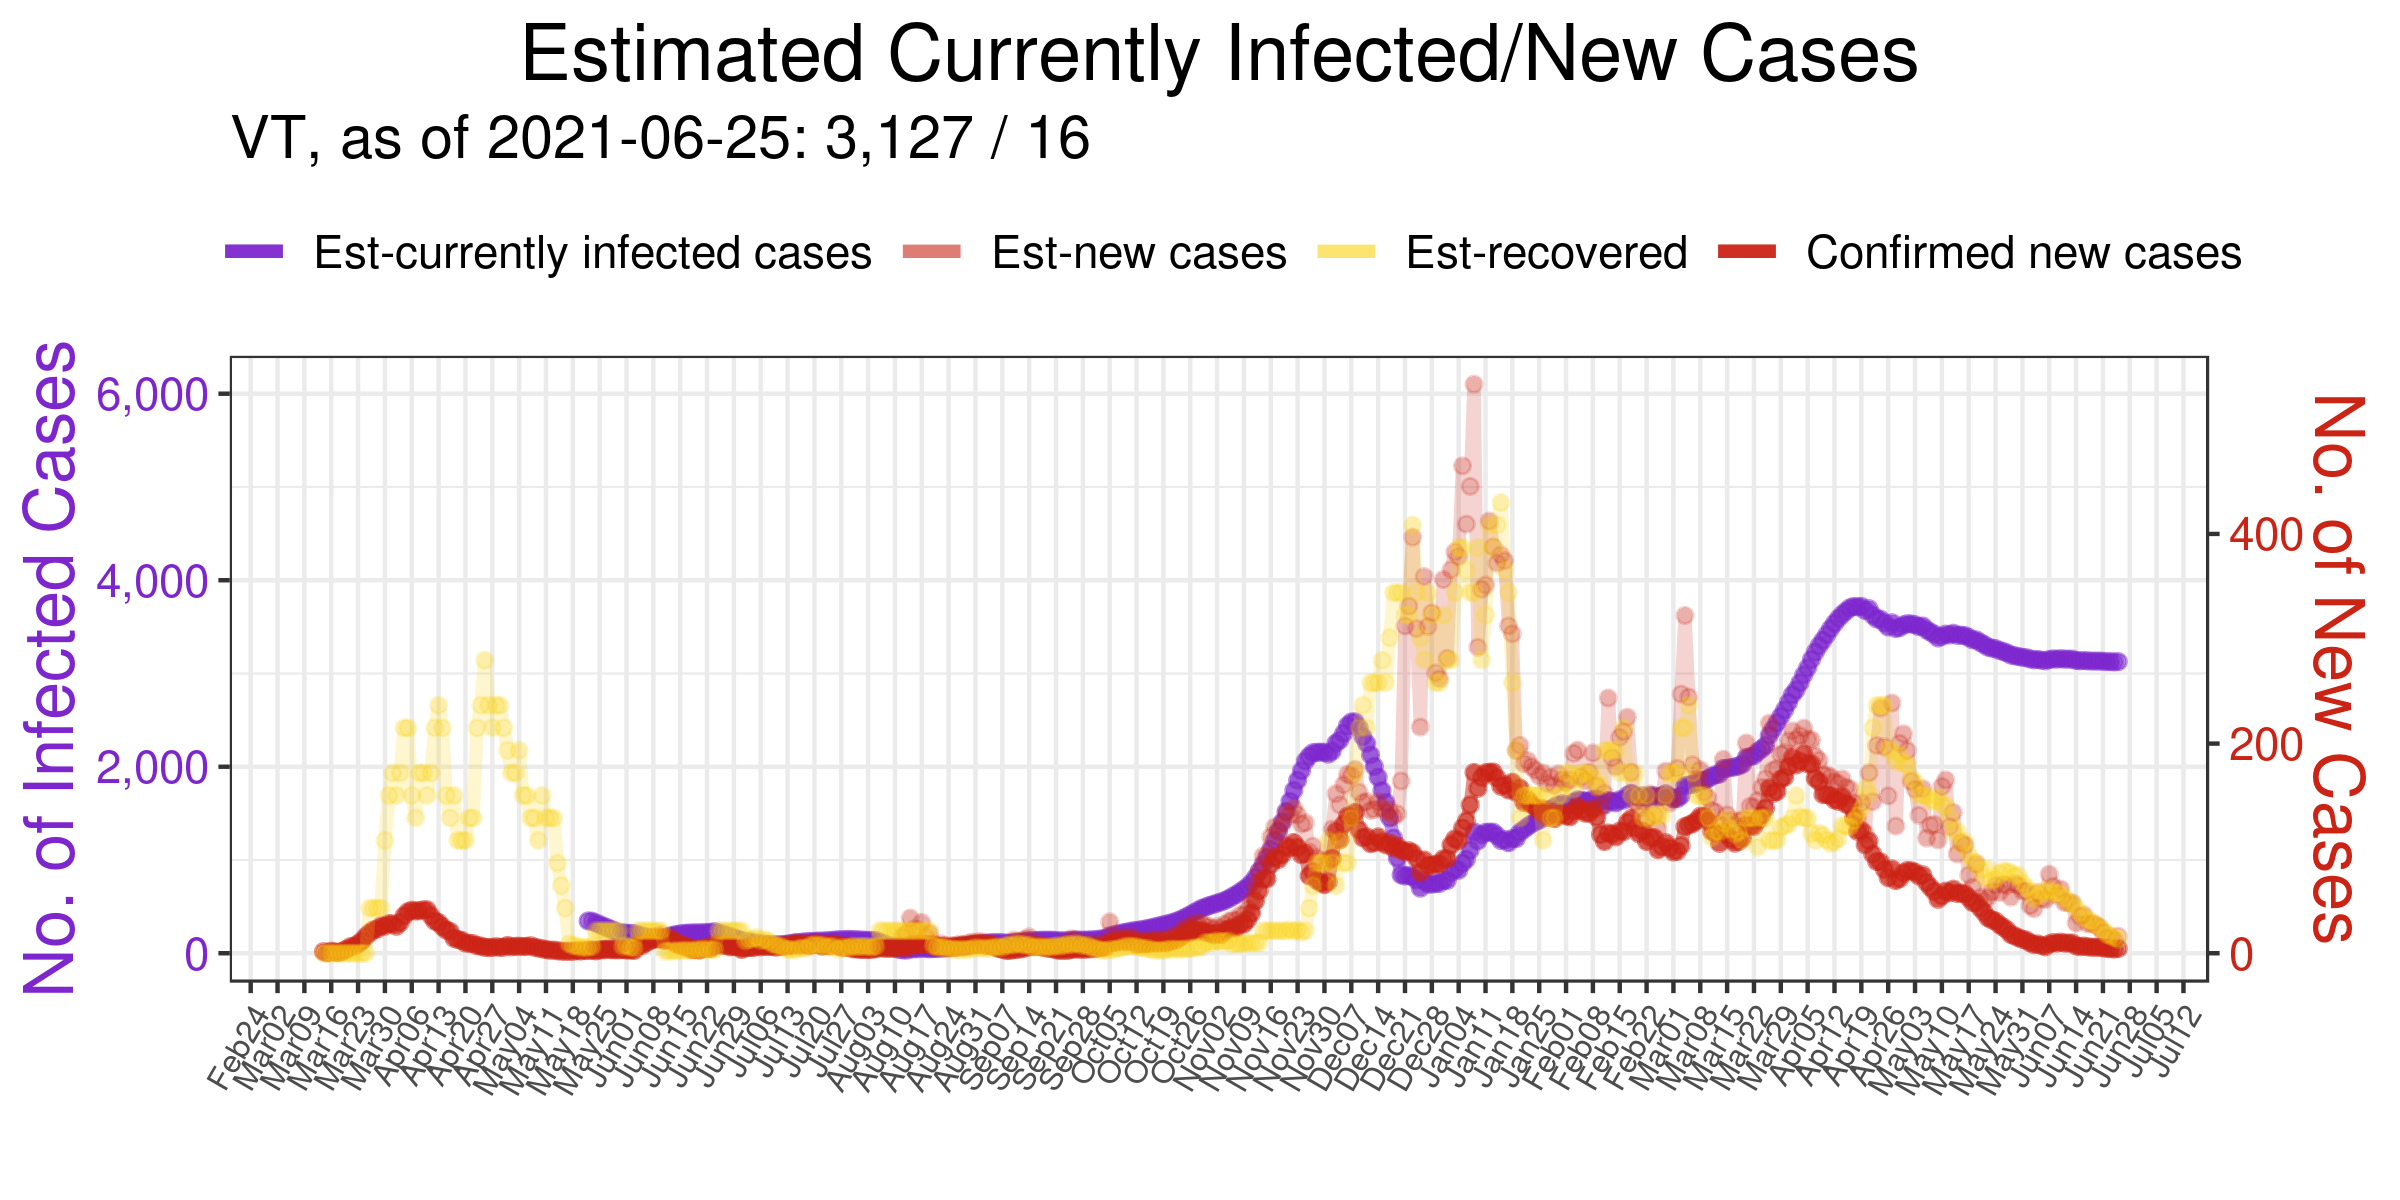 Estimated Currently Infected/New Cases
VT, as of 2021-06-25: 3,127 / 16
Est-currently infected cases Est-new cases Est-recovered Confirmed new cases
No. of Infected Cases
6,000
4,000
2,000
0
No. of New Cases
400
200
0
Feb24
Mar02
Mar09
Mar16
Mar23
Mar30
Apr06
Apr13
Apr20
Apr27
May04
May11
May18
May25
Jun01
Jun08
Jun15
Jun22
Jun29
Jul06
Jul13
Jul20
Jul27
Aug03
Aug10
Aug17
Aug24
Aug31
Sep07
Sep14
Sep21
Sep28
Oct05
Oct12
Oct19
Oct26
Nov02
Nov09
Nov16
Nov23
Nov30
Dec07
Dec14
Dec21
Dec28
Jan04
Jan11
Jan18
Jan25
Feb01
Feb08
Feb15
Feb22
Mar01
Mar08
Mar15
Mar22
Mar29
Apr05
Apr12
Apr19
Apr26
May03
May10
May17
May24
May31
Jun07
Jun14
Jun21
Jun28
Jul05
Jul12